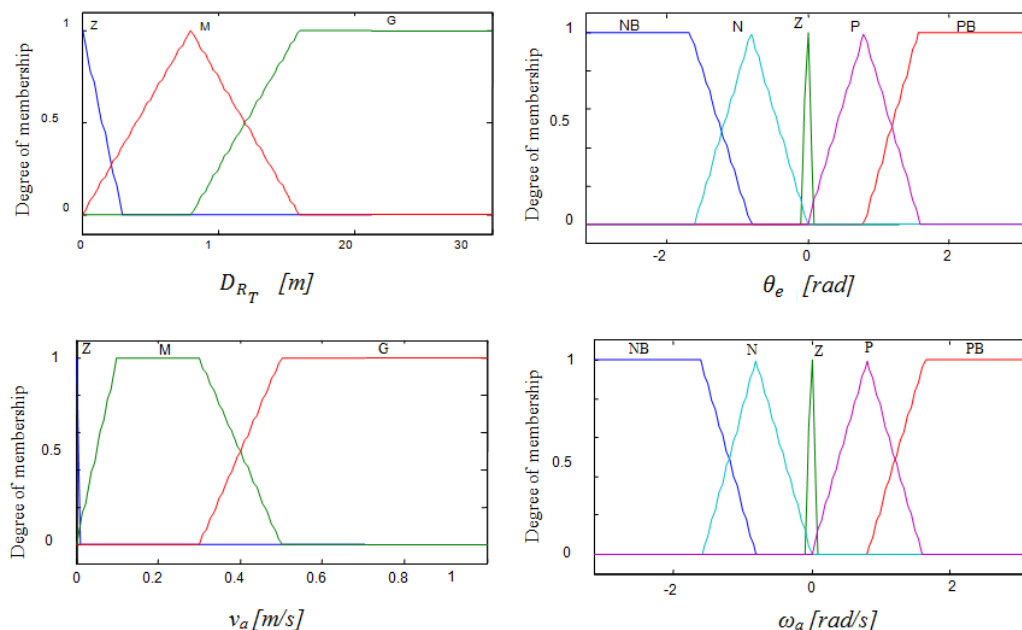 Z M G
1
0.5
0
Degree of membership
0 1 20 30
D_{R_T} [m]
NB N Z P PB
1
0.5
0
Degree of membership
-2 0 2
θ_e [rad]
Z M G
1
0.5
0
Degree of membership
0 0.2 0.4 0.6 0.8 1
v_a [m/s]
NB N Z P PB
1
0.5
0
Degree of membership
-2 0 2
ω_a [rad/s]